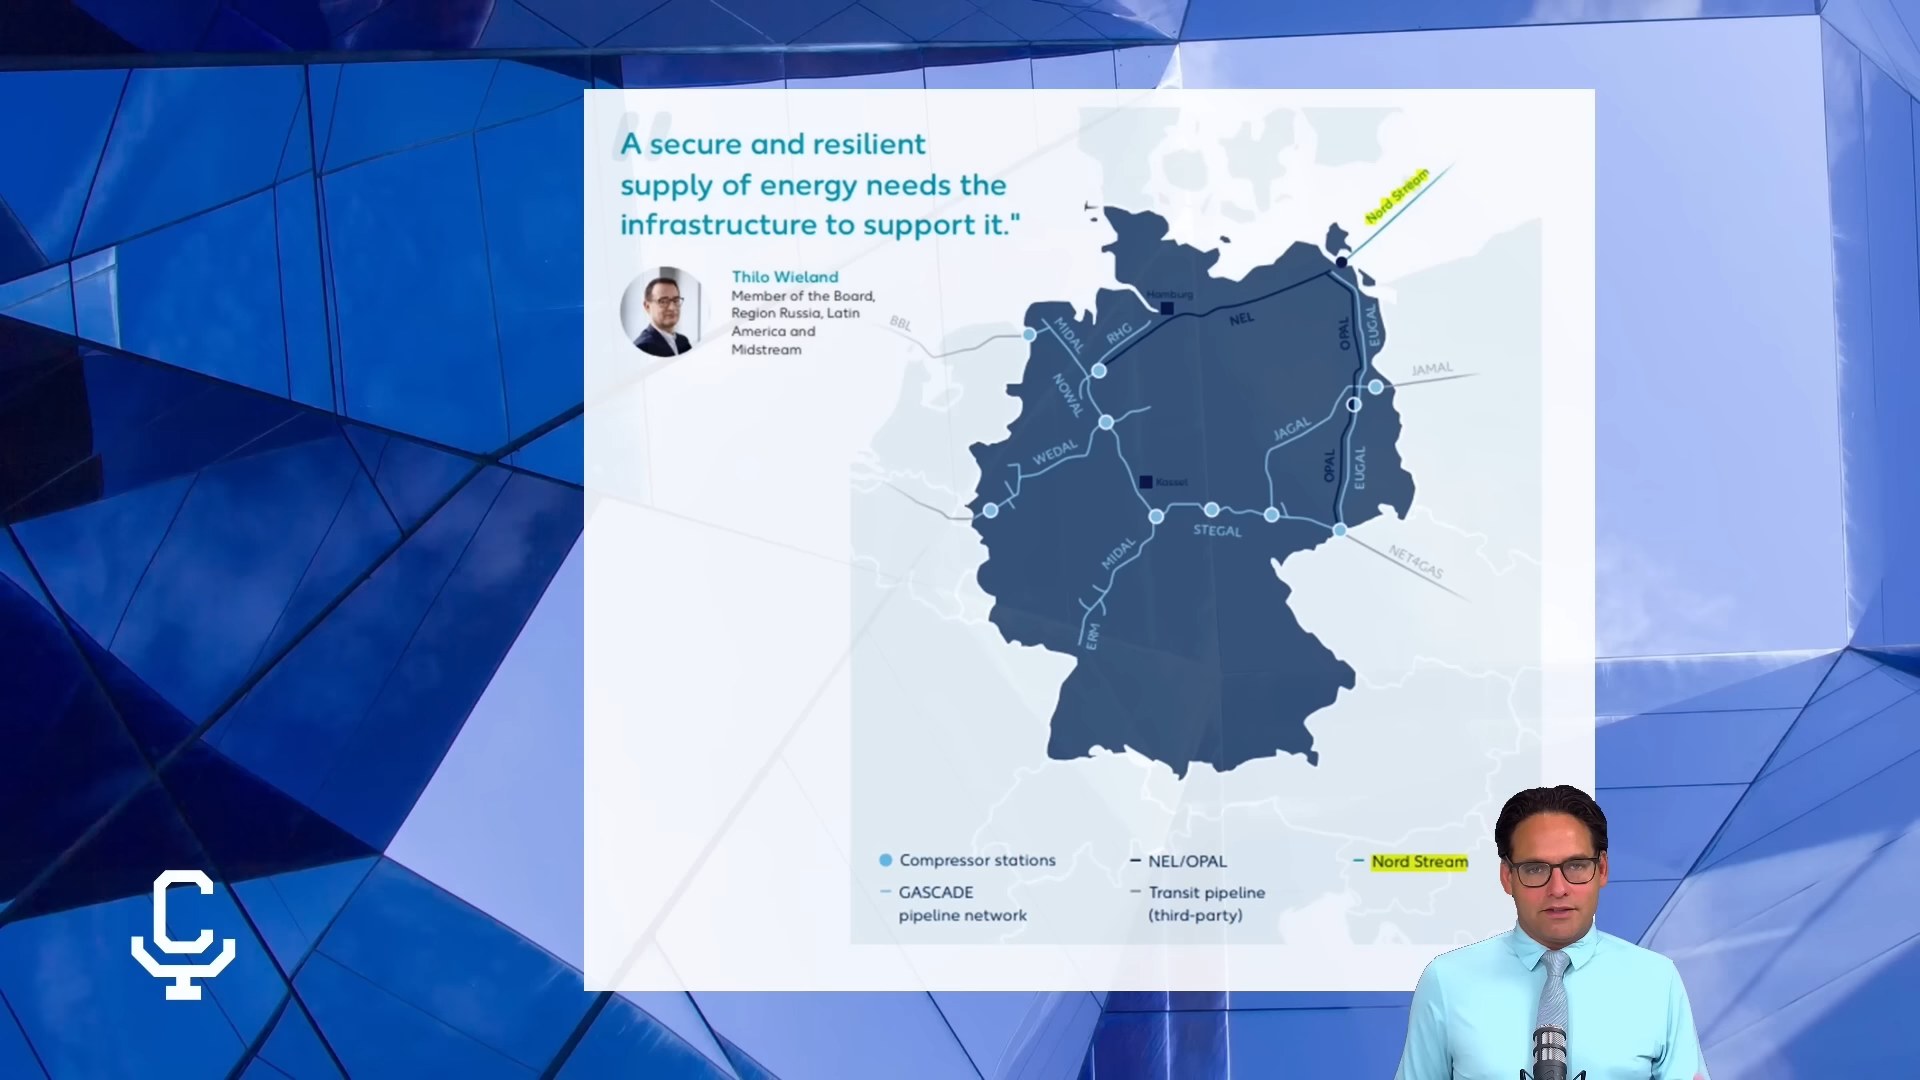 "A secure and resilient
supply of energy needs the
infrastructure to support it."
Thilo Wieland
Member of the Board,
Region Russia, Latin
America and
Midstream
Nord Stream
Hamburg
BBL
MIDAL
RHG
NEL
OPAL
EUGAL
JAMAL
NOWAL
JAGAL
WEDAL
OPAL
EUGAL
Kassel
STEGAL
MIDAL
NET4GAS
ERM
Compressor stations
NEL/OPAL
Nord Stream
GASCADE
pipeline network
Transit pipeline
(third-party)